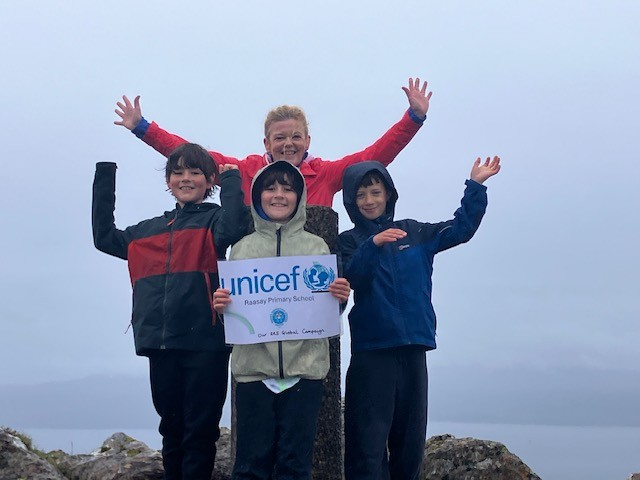 unicef
Raasay Primary School
Our RRS Global Campaign